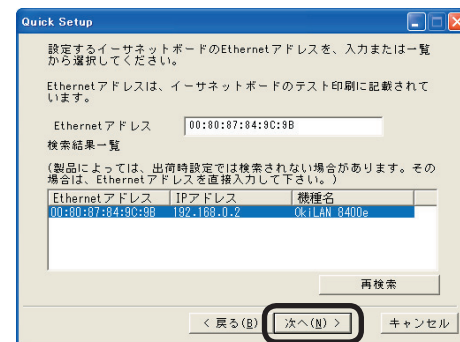 Quick Setup
設定するイーサネットボードのEthernetアドレスを、入力または一覧
から選択してください。
Ethernetアドレスは、イーサネットボードのテスト印刷に記載されて
います。
Ethernetアドレス 00:80:87:84:9C:9B
検索結果一覧
(製品によっては、出荷時設定では検索されない場合があります。その
場合は、Ethernetアドレスを直接入力して下さい。)
Ethernetアドレス IPアドレス 機種名
00:80:87:84:9C:9B 192.168.0.2 OkiLAN 8400e
再検索
< 戻る(B) 次へ(N) > キャンセル